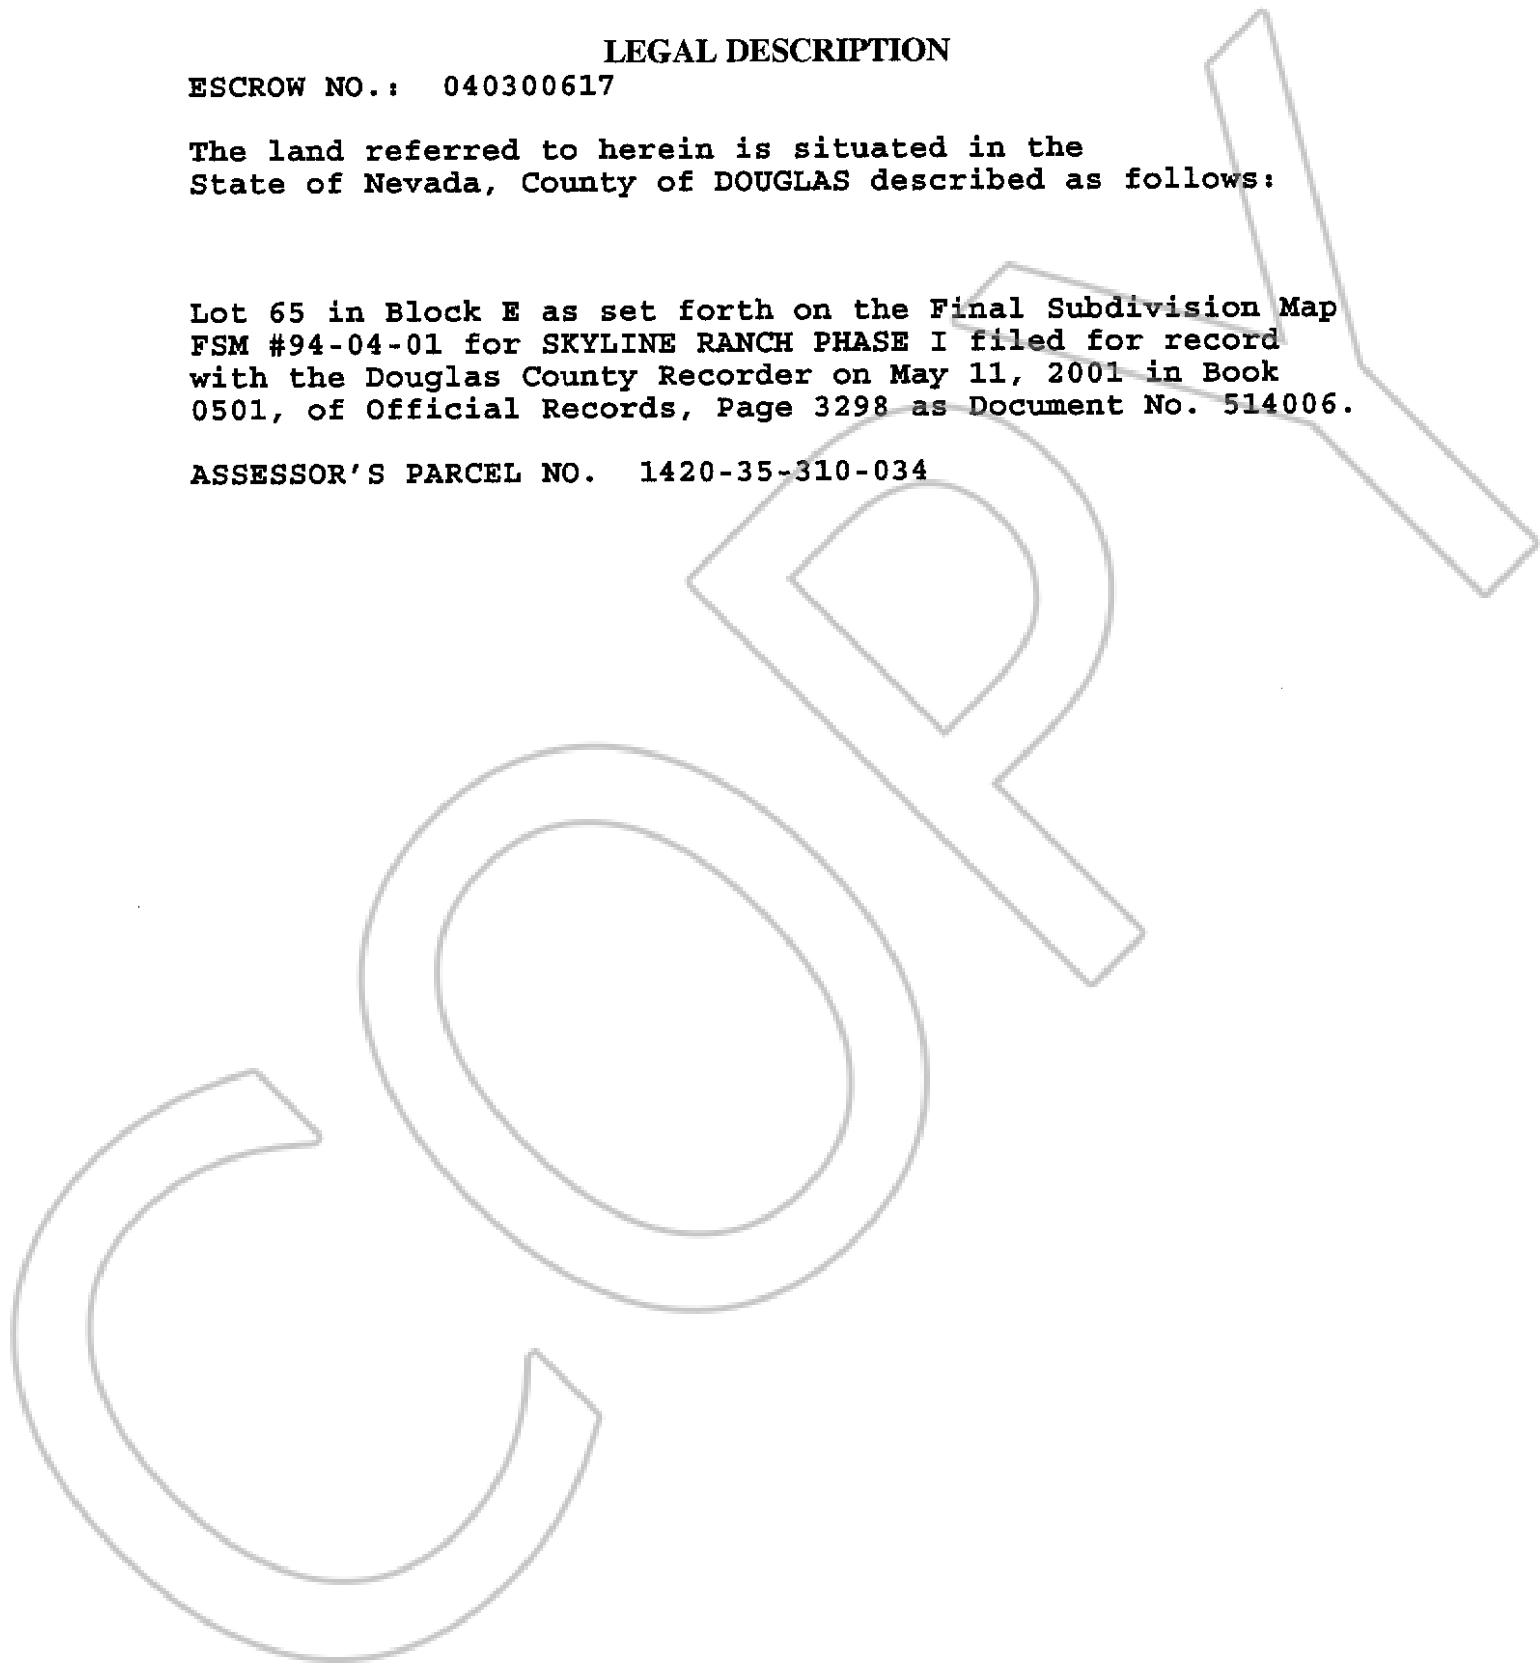 LEGAL DESCRIPTION
ESCROW NO.: 040300617
The land referred to herein is situated in the
State of Nevada, County of DOUGLAS described as follows:
Lot 65 in Block E as set forth on the Final Subdivision Map
FSM #94-04-01 for SKYLINE RANCH PHASE I filed for record
with the Douglas County Recorder on May 11, 2001 in Book
0501, of Official Records, Page 3298 as Document No. 514006.
ASSESSOR'S PARCEL NO. 1420-35-310-034
COPY